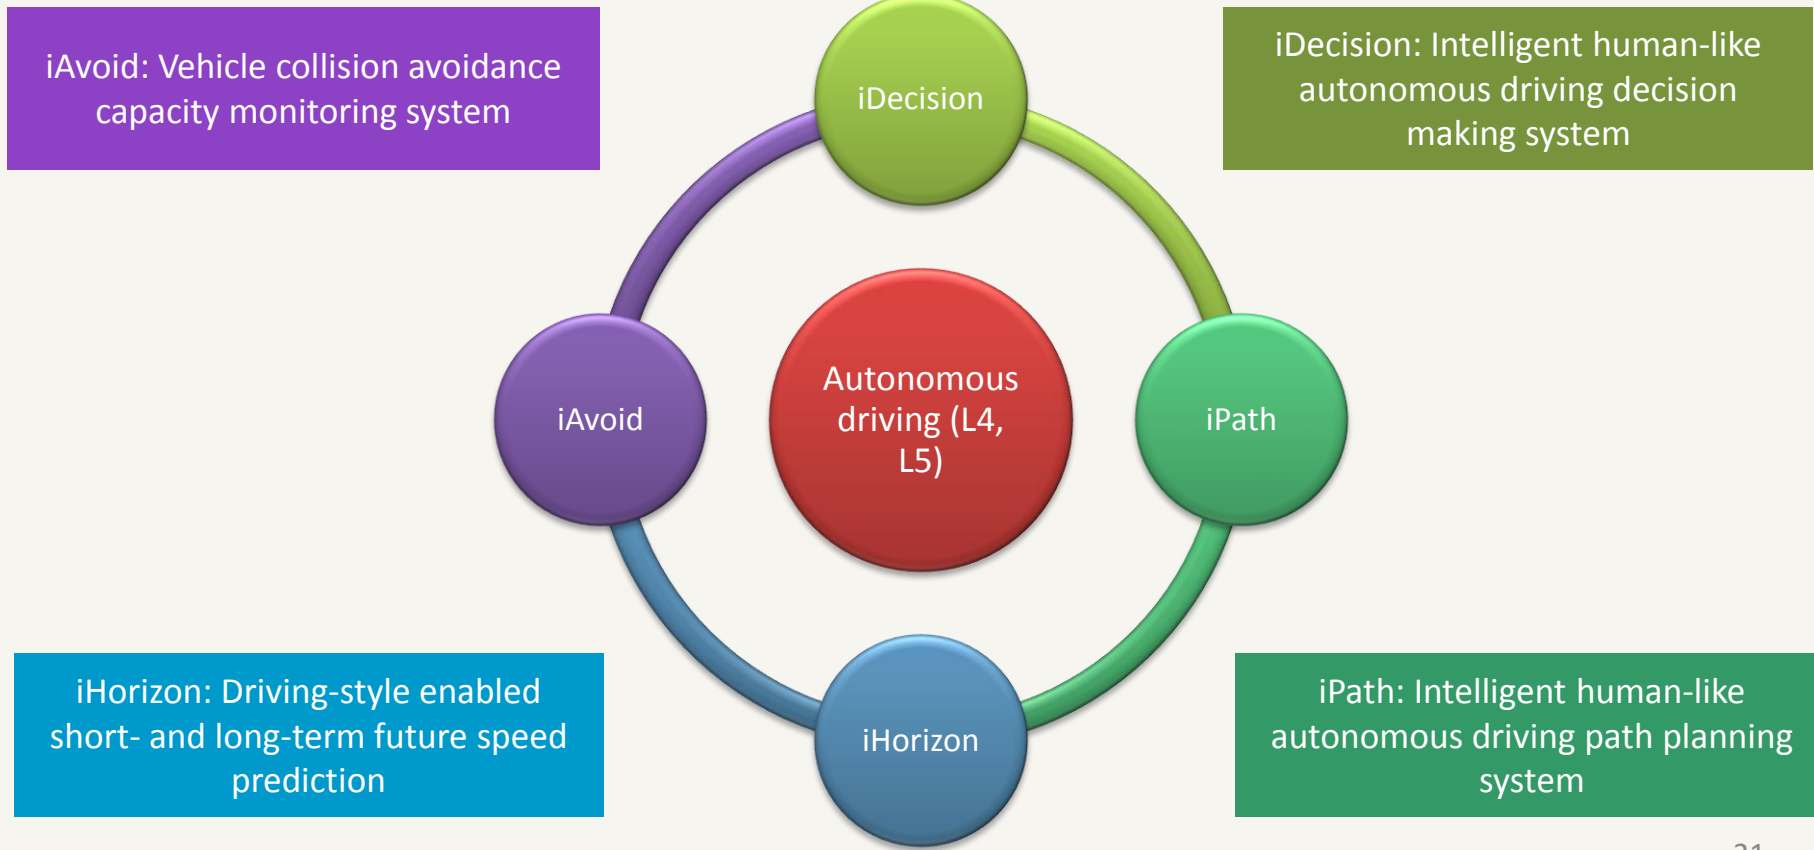 iAvoid: Vehicle collision avoidance
capacity monitoring system
iDecision
iDecision: Intelligent human-like
autonomous driving decision
making system
iAvoid
Autonomous
driving (L4,
L5)
iPath
iHorizon: Driving-style enabled
short- and long-term future speed
prediction
iHorizon
iPath: Intelligent human-like
autonomous driving path planning
system